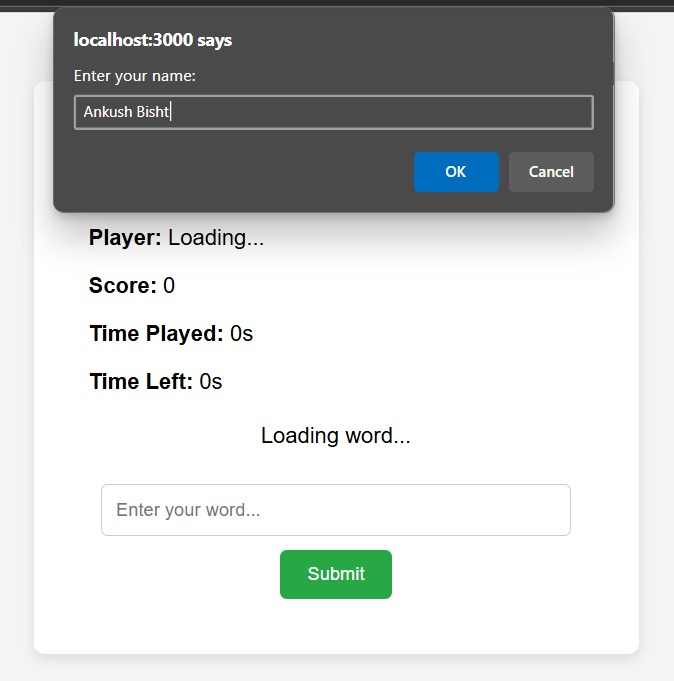 localhost:3000 says
Enter your name:
Ankush Bisht
OK Cancel
Player: Loading...
Score: 0
Time Played: 0s
Time Left: 0s
Loading word...
Enter your word...
Submit